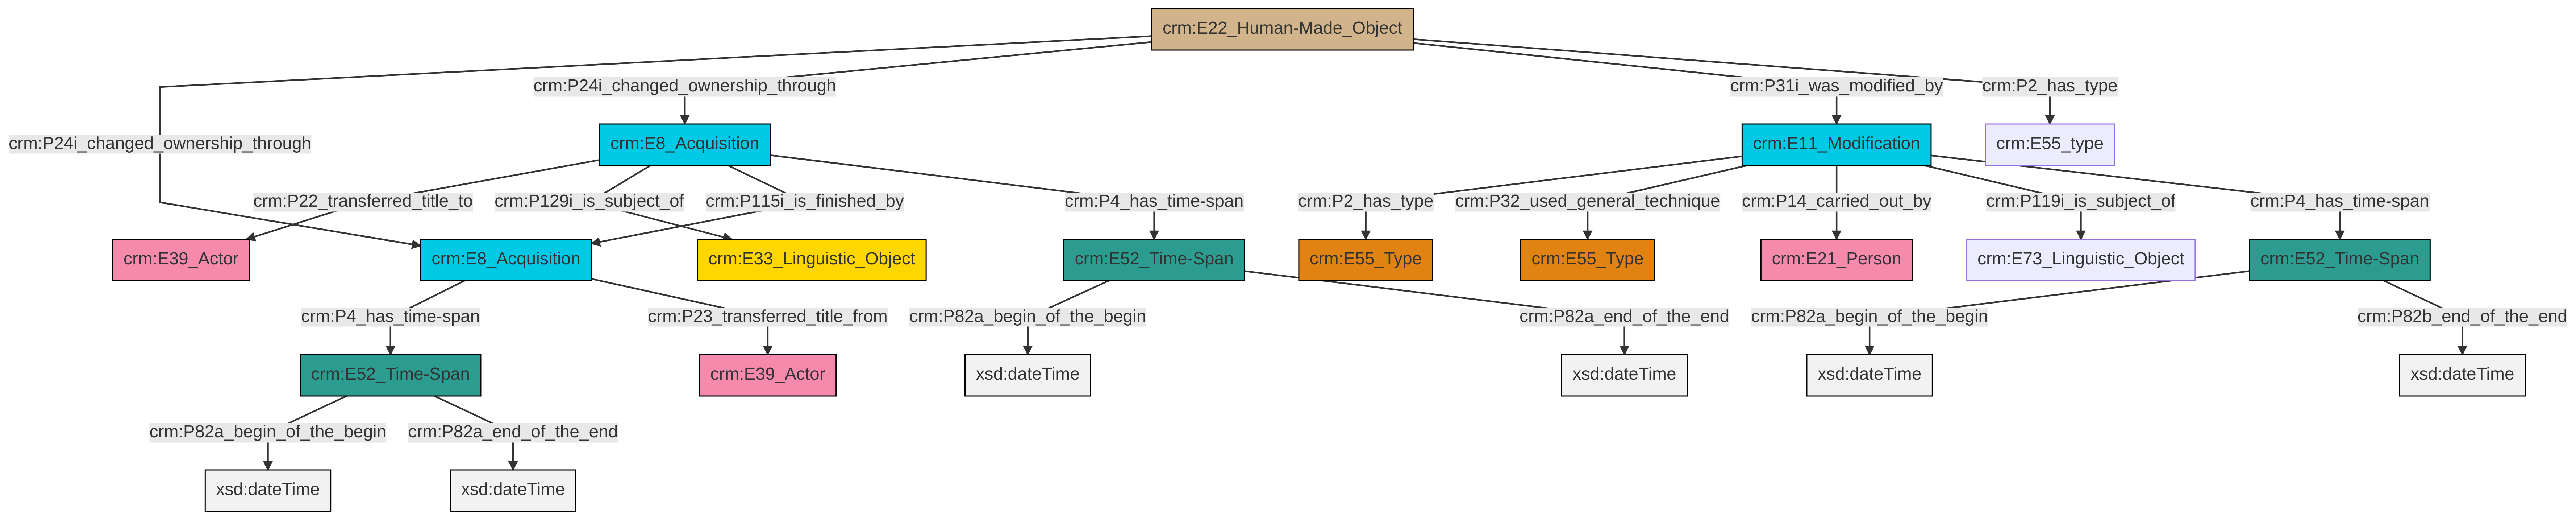 crm:E22_Human-Made_Object
crm:P24i_changed_ownership_through
crm:P31i_was_modified_by
crm:P2_has_type
crm:P24i_changed_ownership_through
crm:E8_Acquisition
crm:E11_Modification
crm:E55_type
crm:P22_transferred_title_to
crm:P129i_is_subject_of
crm:P115i_is_finished_by
crm:P4_has_time-span
crm:P2_has_type
crm:P32_used_general_technique
crm:P14_carried_out_by
crm:P119i_is_subject_of
crm:P4_has_time-span
crm:E39_Actor
crm:E8_Acquisition
crm:E33_Linguistic_Object
crm:E52_Time-Span
crm:E55_Type
crm:E55_Type
crm:E21_Person
crm:E73_Linguistic_Object
crm:E52_Time-Span
crm:P4_has_time-span
crm:P23_transferred_title_from
crm:P82a_begin_of_the_begin
crm:P82a_end_of_the_end
crm:P82a_begin_of_the_begin
crm:P82b_end_of_the_end
crm:E52_Time-Span
crm:E39_Actor
xsd:dateTime
xsd:dateTime
xsd:dateTime
xsd:dateTime
crm:P82a_begin_of_the_begin
crm:P82a_end_of_the_end
xsd:dateTime
xsd:dateTime